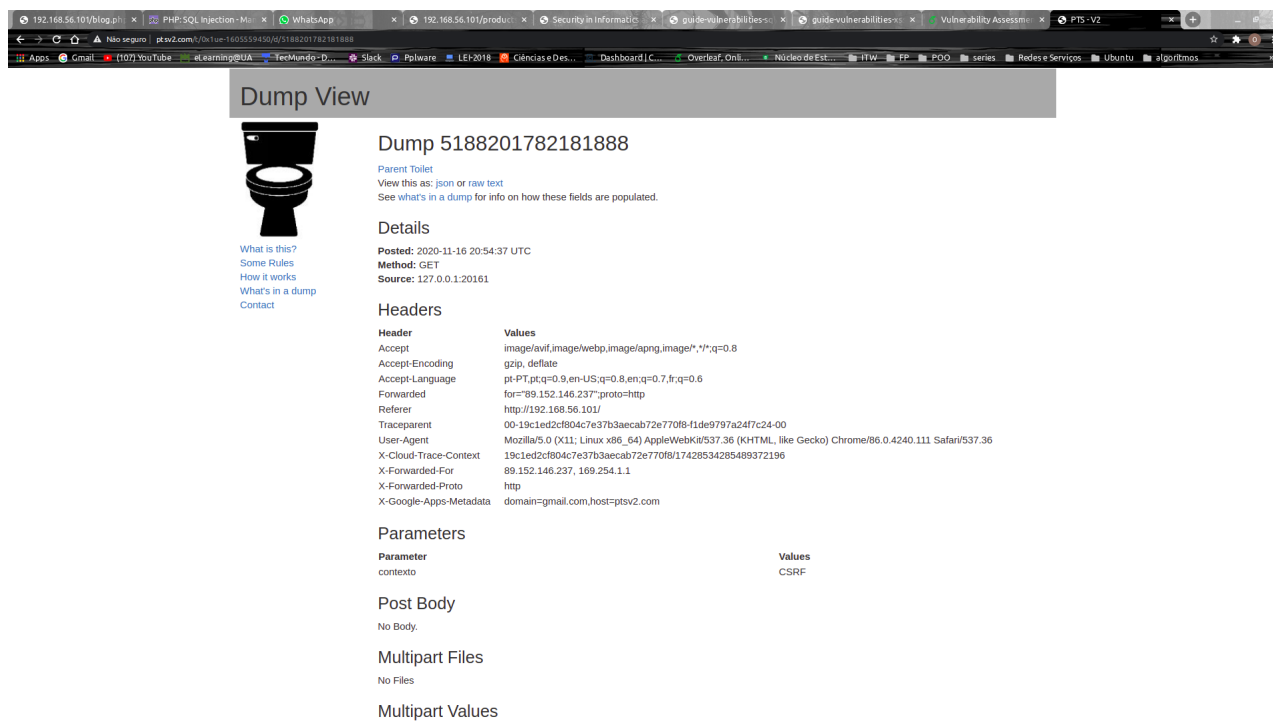 192.168.56.101/blog.ph
PHP: SQL Injection - Ma
WhatsApp
192.168.56.101/product
Security in Informatics
guide-vulnerabilities-sq
guide-vulnerabilities-xs
Vulnerability Assessmen
PTS - V2
Não seguro | ptsv2.com/t/0x1ue-1605559450/d/5188201782181888
Apps Gmail (107) YouTube eLearning@UA TecMundo - D... Slack Pplware LEI-2018 Ciências e Des... Dashboard | C... Overleaf, Onli... Núcleo de Est... ITW FP POO series Redes e Serviços Ubuntu algoritmos
Dump View
Dump 5188201782181888
Parent Toilet
View this as: json or raw text
See what's in a dump for info on how these fields are populated.
What is this?
Some Rules
How it works
What's in a dump
Contact
Details
Posted: 2020-11-16 20:54:37 UTC
Method: GET
Source: 127.0.0.1:20161
Headers
Header Values
Accept image/avif,image/webp,image/apng,image/*,*/*;q=0.8
Accept-Encoding gzip, deflate
Accept-Language pt-PT,pt;q=0.9,en-US;q=0.8,en;q=0.7,fr;q=0.6
Forwarded for="89.152.146.237";proto=http
Referer http://192.168.56.101/
Traceparent 00-19c1ed2cf804c7e37b3aecab72e770f8-f1de9797a24f7c24-00
User-Agent Mozilla/5.0 (X11; Linux x86_64) AppleWebKit/537.36 (KHTML, like Gecko) Chrome/86.0.4240.111 Safari/537.36
X-Cloud-Trace-Context 19c1ed2cf804c7e37b3aecab72e770f8/17428534285489372196
X-Forwarded-For 89.152.146.237, 169.254.1.1
X-Forwarded-Proto http
X-Google-Apps-Metadata domain=gmail.com,host=ptsv2.com
Parameters
Parameter Values
contexto CSRF
Post Body
No Body.
Multipart Files
No Files
Multipart Values